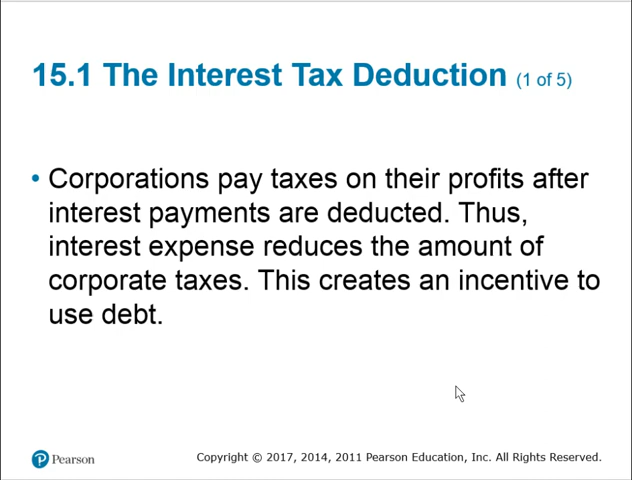 15.1 The Interest Tax Deduction (1 of 5)
• Corporations pay taxes on their profits after
interest payments are deducted. Thus,
interest expense reduces the amount of
corporate taxes. This creates an incentive to
use debt.
Pearson
Copyright © 2017, 2014, 2011 Pearson Education, Inc. All Rights Reserved.